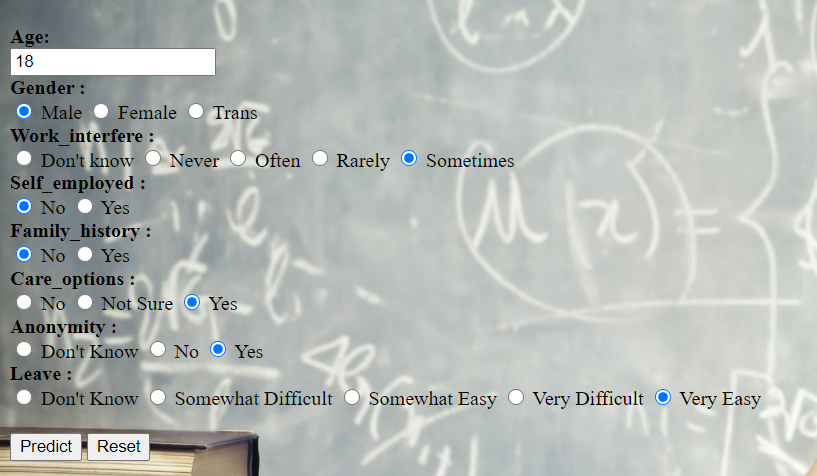 Age:
18
Gender :
Male Female Trans
Work_interfere :
Don't know Never Often Rarely Sometimes
Self_employed :
No Yes
Family_history :
No Yes
Care_options :
No Not Sure Yes
Anonymity :
Don't Know No Yes
Leave :
Don't Know Somewhat Difficult Somewhat Easy Very Difficult Very Easy
Predict Reset